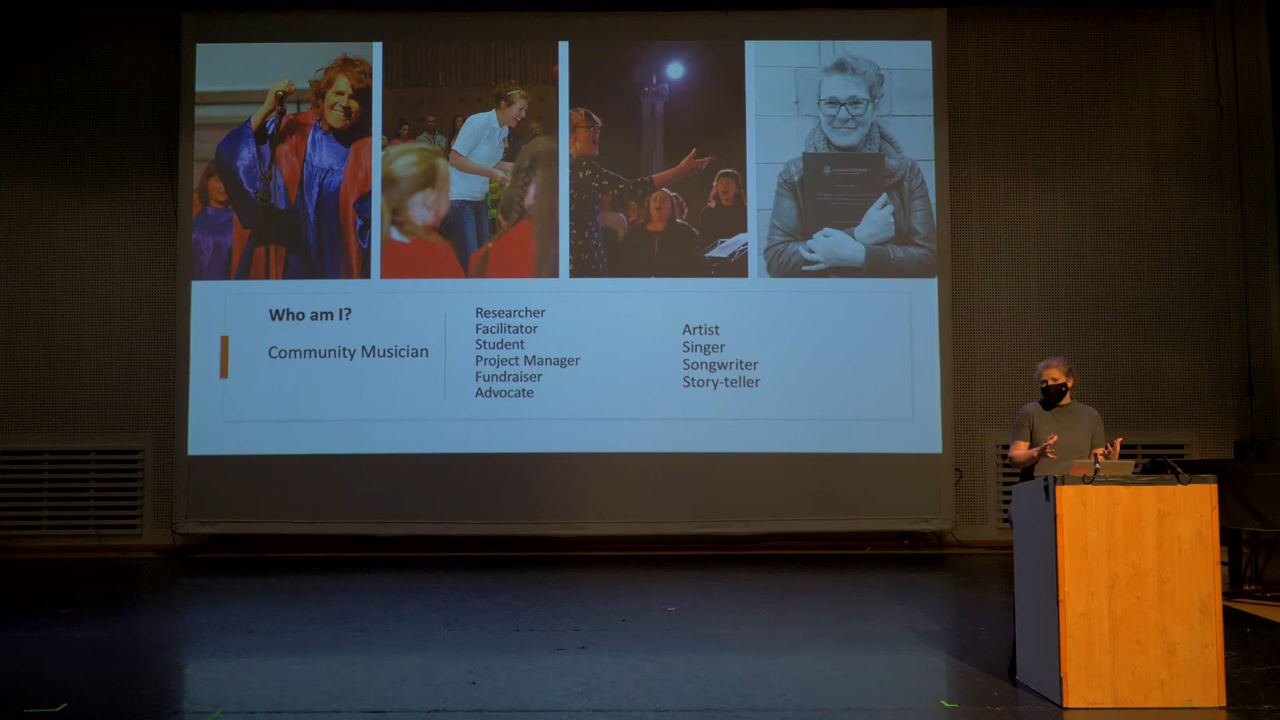 Who am I?
Community Musician
Researcher
Facilitator
Student
Project Manager
Fundraiser
Advocate
Artist
Singer
Songwriter
Story-teller